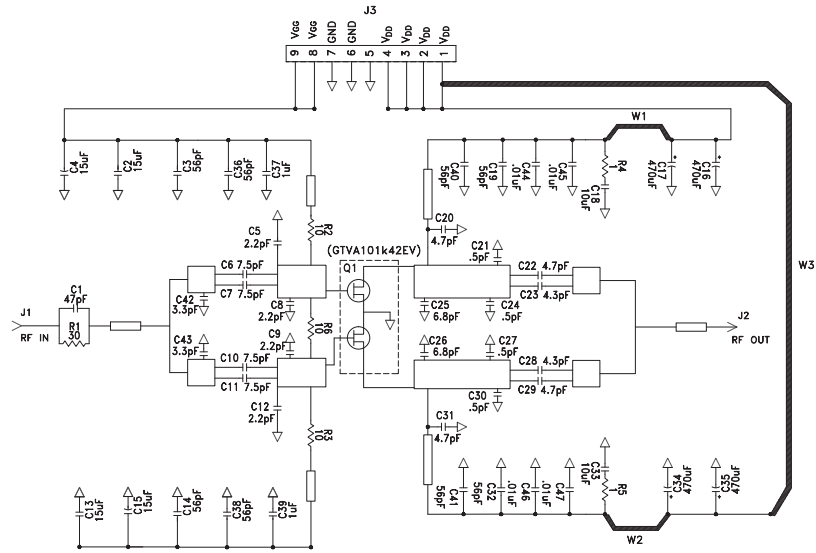 J3
9 VGG
8 VGG
7 GND
6 GND
5
4 VDD
3 VDD
2 VDD
1 VDD
W1
C4
15uF
C2
15uF
C3
56pF
C36
56pF
C37
1uF
C40
56pF
C19
56pF
C44
.01uF
C45
.01uF
R4
1
C18
10uF
C17
470uF
C16
470uF
R2
10
C5
2.2pF
C20
4.7pF
(GTVA101k42EV)
Q1
C21
.5pF
W3
C6 7.5pF
C7 7.5pF
C22 4.7pF
C23 4.3pF
C42
3.3pF
C8
2.2pF
C25
6.8pF
C24
.5pF
J1
RF IN
C1
47pF
R1
30
R6
10
J2
RF OUT
C43
3.3pF
C9
2.2pF
C26
6.8pF
C27
.5pF
C10 7.5pF
C11 7.5pF
C28 4.3pF
C29 4.7pF
C12
2.2pF
C30
.5pF
C31
4.7pF
R3
10
C13
15uF
C15
15uF
C14
56pF
C38
56pF
C39
1uF
C41
56pF
C32
56pF
C46
.01uF
C47
.01uF
C33
10uF
R5
1
C34
470uF
C35
470uF
W2